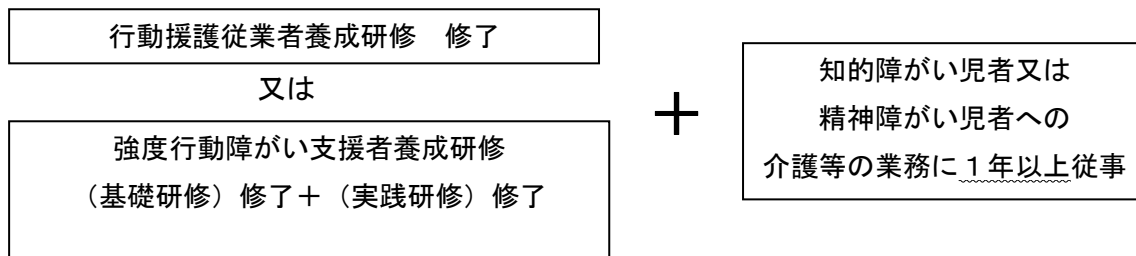 行動援護従業者養成研修　修了
又は
強度行動障がい支援者養成研修
（基礎研修）修了＋（実践研修）修了
＋
知的障がい児者又は
精神障がい児者への
介護等の業務に１年以上従事